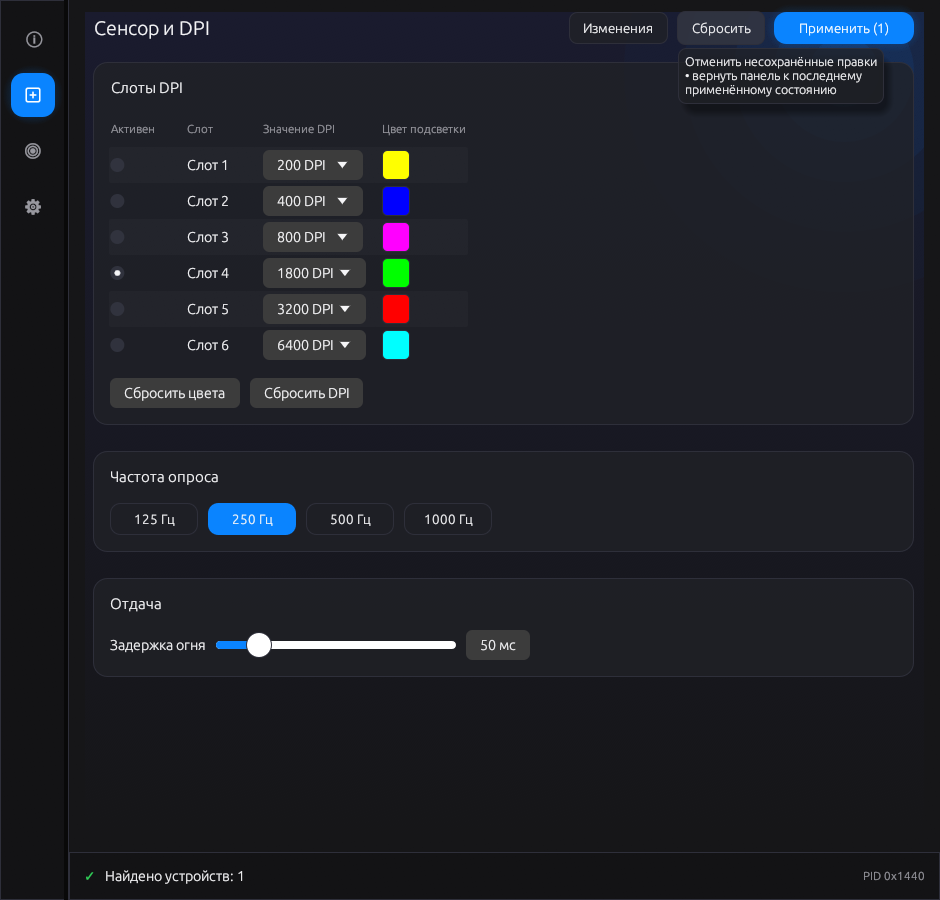 Сенсор и DPI
Изменения
Сбросить
Применить (1)
Отменить несохранённые правки
• вернуть панель к последнему
применённому состоянию
Слоты DPI
Активен Слот Значение DPI Цвет подсветки
Слот 1 200 DPI
Слот 2 400 DPI
Слот 3 800 DPI
Слот 4 1800 DPI
Слот 5 3200 DPI
Слот 6 6400 DPI
Сбросить цвета Сбросить DPI
Частота опроса
125 Гц 250 Гц 500 Гц 1000 Гц
Отдача
Задержка огня 50 мс
✓ Найдено устройств: 1 PID 0x1440